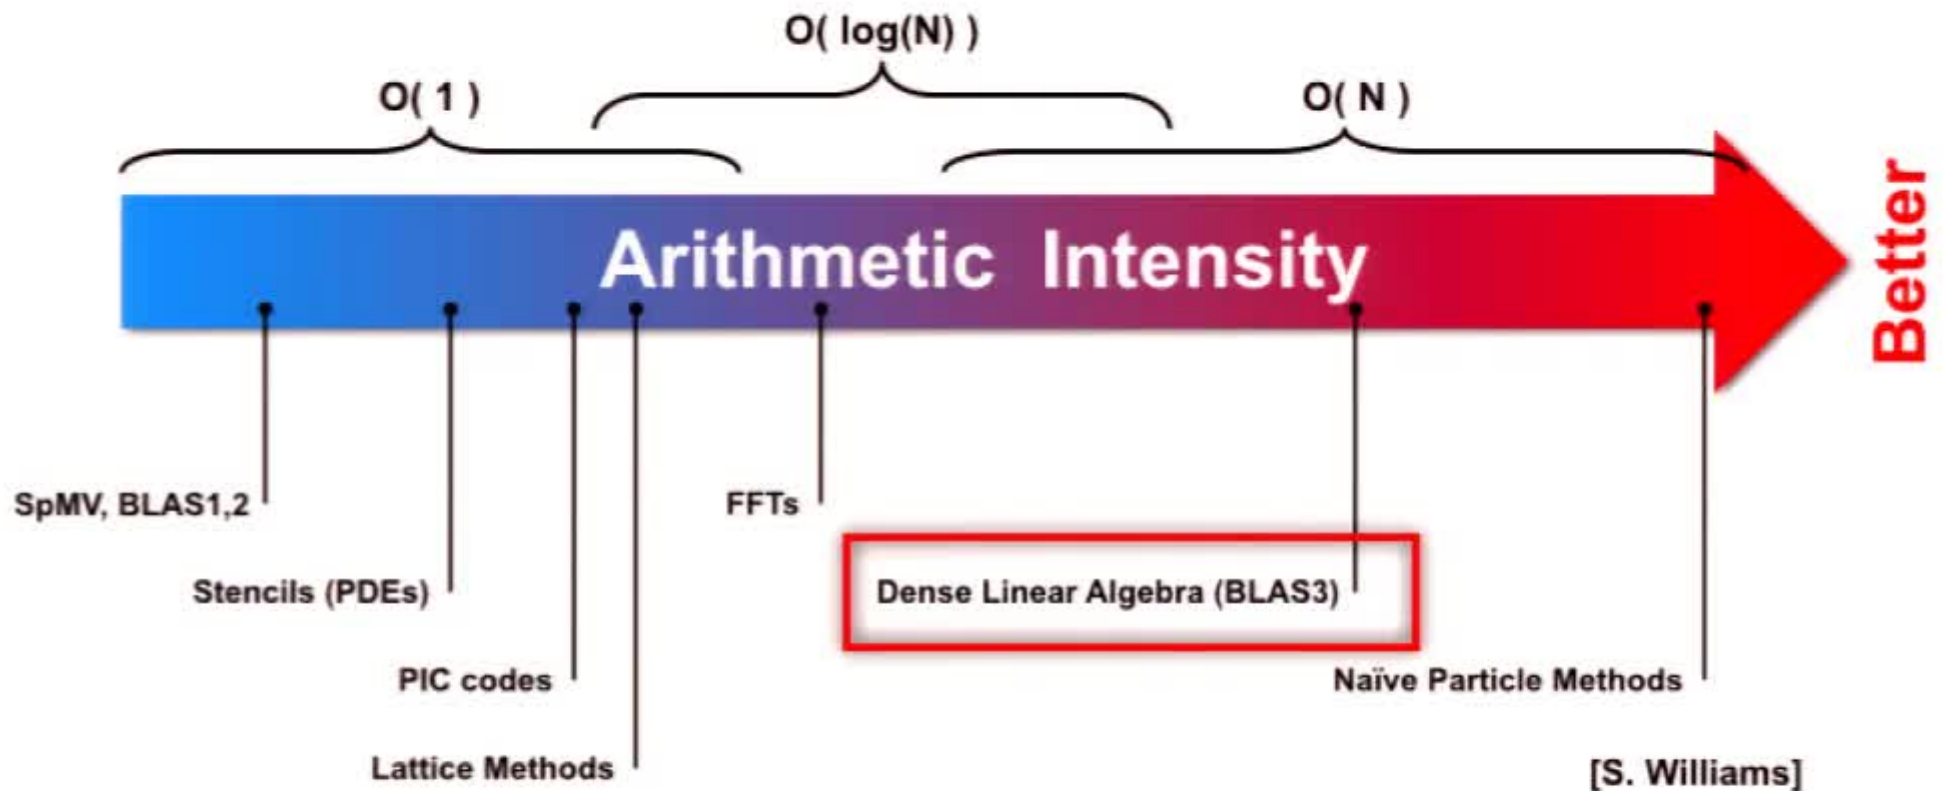 O( log(N) )
O( 1 )
O( N )
Arithmetic Intensity
Better
SpMV, BLAS1,2
FFTs
Stencils (PDEs)
Dense Linear Algebra (BLAS3)
PIC codes
Naïve Particle Methods
Lattice Methods
[S. Williams]